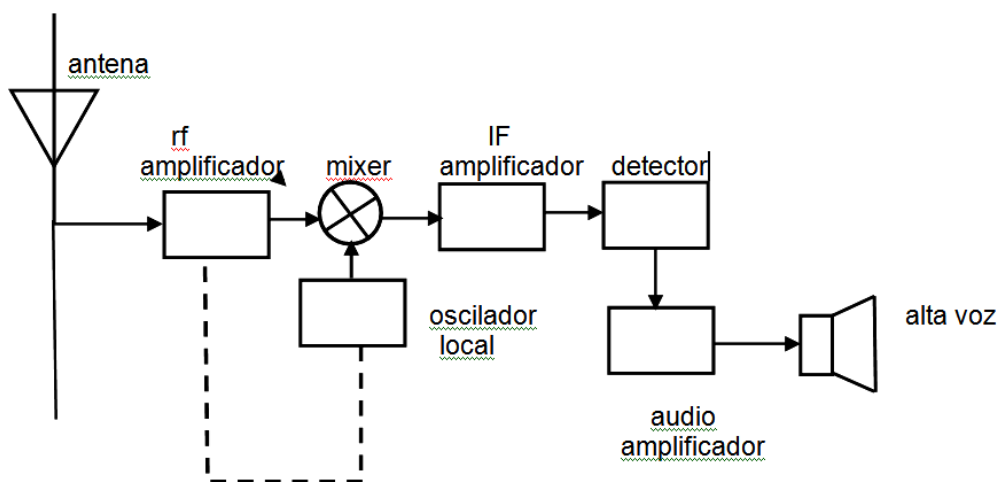 antena
rf
amplificador
mixer
IF
amplificador
detector
oscilador
local
alta voz
audio
amplificador